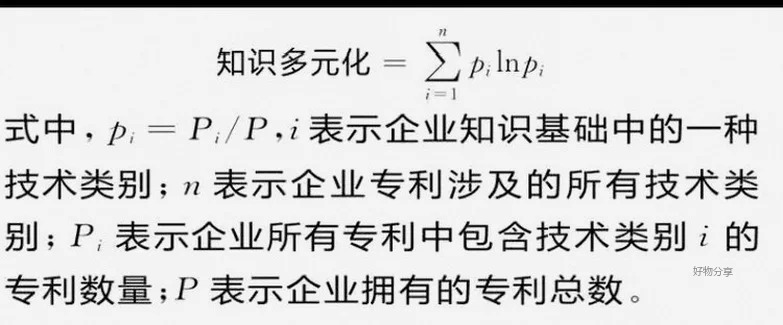 知识多元化 = \sum_{i=1}^{n} p_i ln p_i
式中，p_i = P_i/P，i 表示企业知识基础中的一种
技术类别；n 表示企业专利涉及的所有技术类
别；P_i 表示企业所有专利中包含技术类别 i 的
专利数量；P 表示企业拥有的专利总数。
好物分享